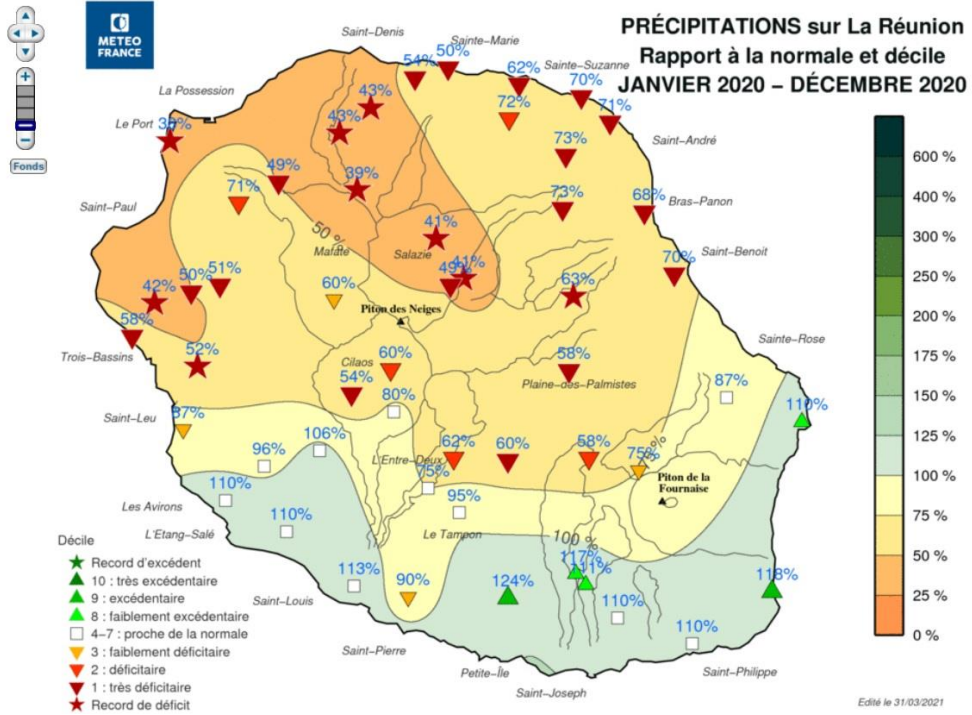 METEO
FRANCE
PRÉCIPITATIONS sur La Réunion
Rapport à la normale et décile
JANVIER 2020 – DÉCEMBRE 2020
Fonds
Saint-Denis
Sainte-Marie
50%
54%
62%
Sainte-Suzanne
70%
La Possession
43%
72%
71%
Le Port
43%
73%
Saint-André
49%
39%
71%
73%
68%
Bras-Panon
Saint-Paul
41%
50 %
Mafate
Salazie
41%
49%
Saint-Benoit
70%
50%
51%
42%
60%
63%
Piton des Neiges
58%
Trois-Bassins
52%
Cilaos
60%
58%
Sainte-Rose
54%
Plaine-des-Palmistes
87%
80%
Saint-Leu
110%
106%
96%
62%
60%
58%
75%
L'Entre-Deux
75%
Piton de la
Fournaise
110%
95%
Les Avirons
110%
L'Etang-Salé
Le Tampon
100 %
117%
111%
113%
90%
124%
118%
Saint-Louis
110%
110%
Saint-Pierre
Petite-Île
Saint-Philippe
Saint-Joseph
600 %
400 %
300 %
250 %
200 %
175 %
150 %
125 %
100 %
75 %
50 %
25 %
0 %
Décile
Record d'excédent
10 : très excédentaire
9 : excédentaire
8 : faiblement excédentaire
4–7 : proche de la normale
3 : faiblement déficitaire
2 : déficitaire
1 : très déficitaire
Record de déficit
Edité le 31/03/2021